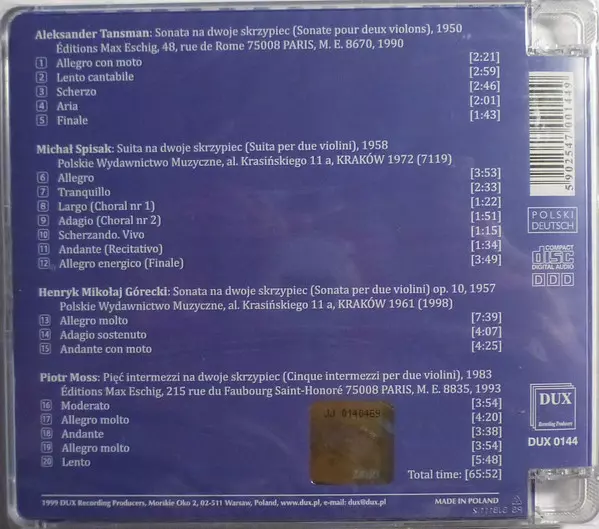 Aleksander Tansman: Sonata na dwoje skrzypiec (Sonate pour deux violons), 1950
Éditions Max Eschig, 48, rue de Rome 75008 PARIS, M. E. 8670, 1990
1 Allegro con moto [2:21]
2 Lento cantabile [2:59]
3 Scherzo [2:46]
4 Aria [2:01]
5 Finale [1:43]
Michał Spisak: Suita na dwoje skrzypiec (Suita per due violini), 1958
Polskie Wydawnictwo Muzyczne, al. Krasińskiego 11 a, KRAKÓW 1972 (7119)
6 Allegro [3:53]
7 Tranquillo [2:33]
8 Largo (Choral nr 1) [1:22]
9 Adagio (Choral nr 2) [1:51]
10 Scherzando. Vivo [1:15]
11 Andante (Recitativo) [1:34]
12 Allegro energico (Finale) [3:49]
Henryk Mikołaj Górecki: Sonata na dwoje skrzypiec (Sonata per due violini) op. 10, 1957
Polskie Wydawnictwo Muzyczne, al. Krasińskiego 11 a, KRAKÓW 1961 (1998)
13 Allegro molto [7:39]
14 Adagio sostenuto [4:07]
15 Andante con moto [4:25]
Piotr Moss: Pięć intermezzi na dwoje skrzypiec (Cinque intermezzi per due violini), 1983
Éditions Max Eschig, 215 rue du Faubourg Saint-Honoré 75008 PARIS, M. E. 8835, 1993
16 Moderato [3:54]
17 Allegro molto [4:20]
18 Andante [3:38]
19 Allegro molto [3:54]
20 Lento [5:48]
Total time: [65:52]
JJ 0146469
1999 DUX Recording Producers, Morskie Oko 2, 02-511 Warsaw, Poland, www.dux.pl, e-mail: dux@dux.pl
MADE IN POLAND
5 902547 001449
POLSKI
DEUTSCH
COMPACT
disc
DIGITAL AUDIO
DDD
DUX
Recording Producers
DUX 0144